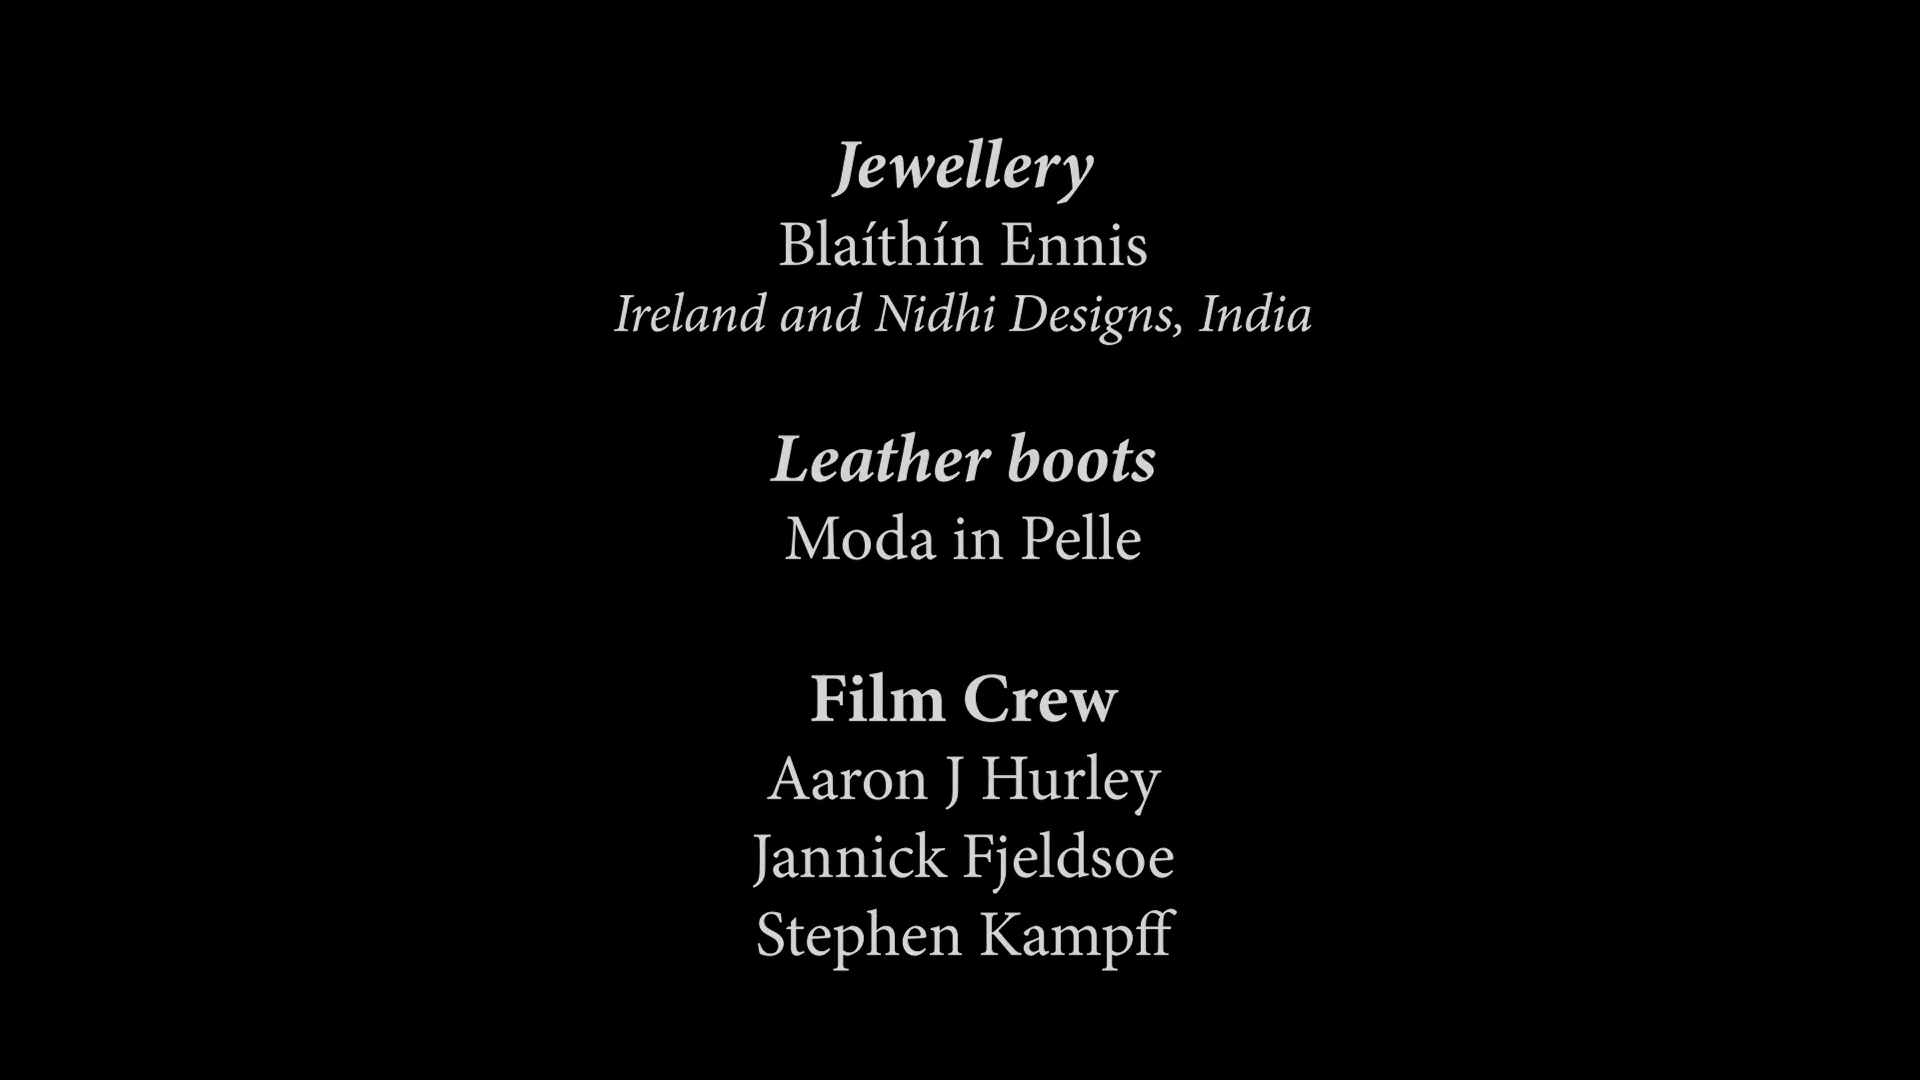 Jewellery
Blaíthín Ennis
Ireland and Nidhi Designs, India
Leather boots
Moda in Pelle
Film Crew
Aaron J Hurley
Jannick Fjeldsoe
Stephen Kampff